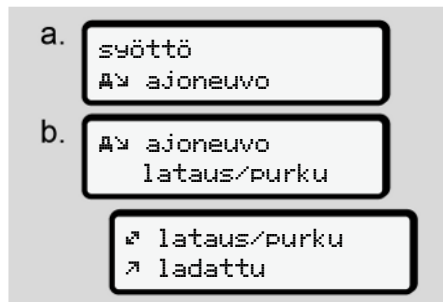 a.
syöttö
ajoneuvo
b.
ajoneuvo
lataus/purku
lataus/purku
ladattu